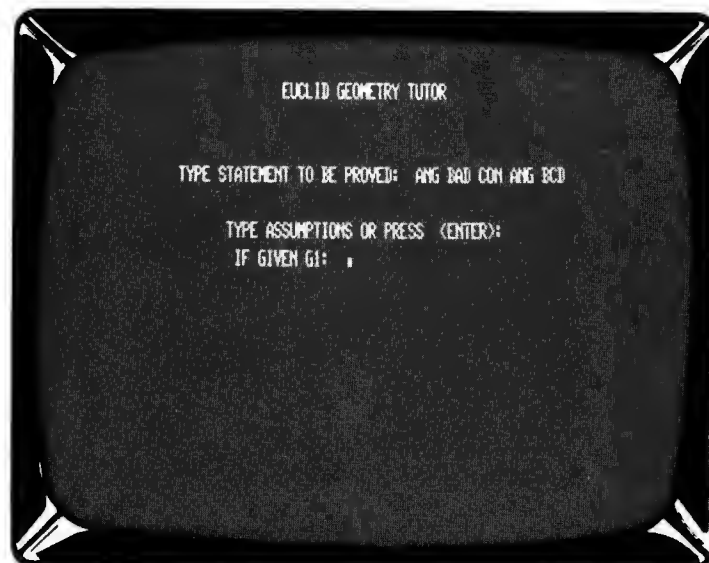 EUCLID GEOMETRY TUTOR
TYPE STATEMENT TO BE PROVED: ANG BAD CON ANG BCD
TYPE ASSUMPTIONS OR PRESS <ENTER>:
IF GIVEN G1: